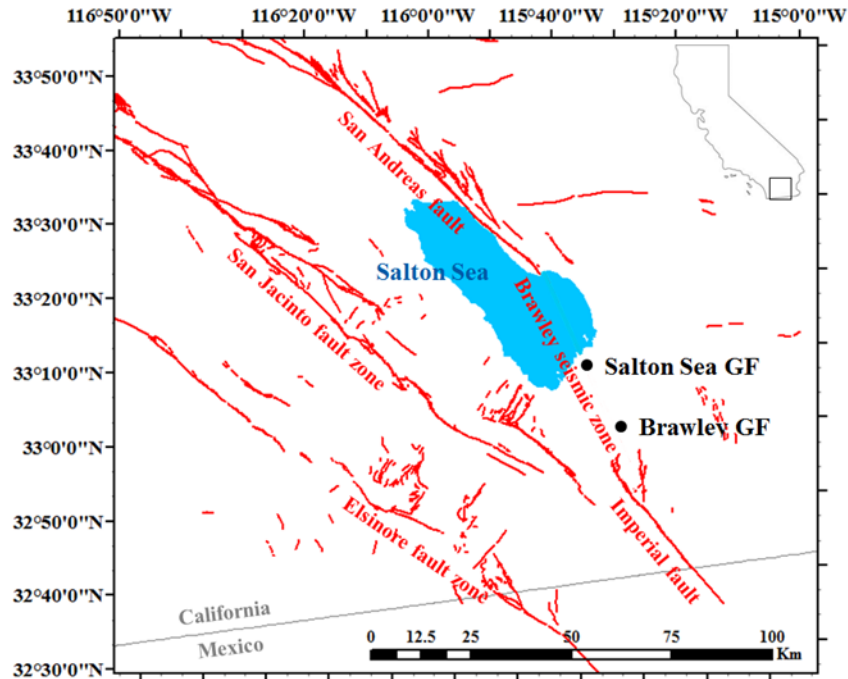 116°50'0"W 116°20'0"W 116°0'0"W 115°40'0"W 115°20'0"W 115°0'0"W
33°50'0"N
33°40'0"N
33°30'0"N
33°20'0"N
33°10'0"N
33°0'0"N
32°50'0"N
32°40'0"N
32°30'0"N
San Andreas fault
Salton Sea
San Jacinto fault zone
Brawley seismic zone
Salton Sea GF
Brawley GF
Elsinore fault zone
Imperial fault
California
Mexico
0 12.5 25 50 75 100
Km